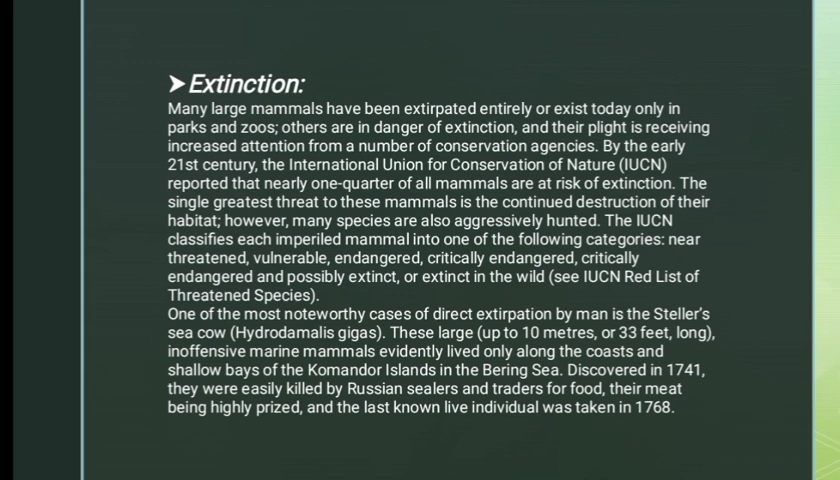 ➤Extinction:
Many large mammals have been extirpated entirely or exist today only in
parks and zoos; others are in danger of extinction, and their plight is receiving
increased attention from a number of conservation agencies. By the early
21st century, the International Union for Conservation of Nature (IUCN)
reported that nearly one-quarter of all mammals are at risk of extinction. The
single greatest threat to these mammals is the continued destruction of their
habitat; however, many species are also aggressively hunted. The IUCN
classifies each imperiled mammal into one of the following categories: near
threatened, vulnerable, endangered, critically endangered, critically
endangered and possibly extinct, or extinct in the wild (see IUCN Red List of
Threatened Species).
One of the most noteworthy cases of direct extirpation by man is the Steller's
sea cow (Hydrodamalis gigas). These large (up to 10 metres, or 33 feet, long),
inoffensive marine mammals evidently lived only along the coasts and
shallow bays of the Komandor Islands in the Bering Sea. Discovered in 1741,
they were easily killed by Russian sealers and traders for food, their meat
being highly prized, and the last known live individual was taken in 1768.